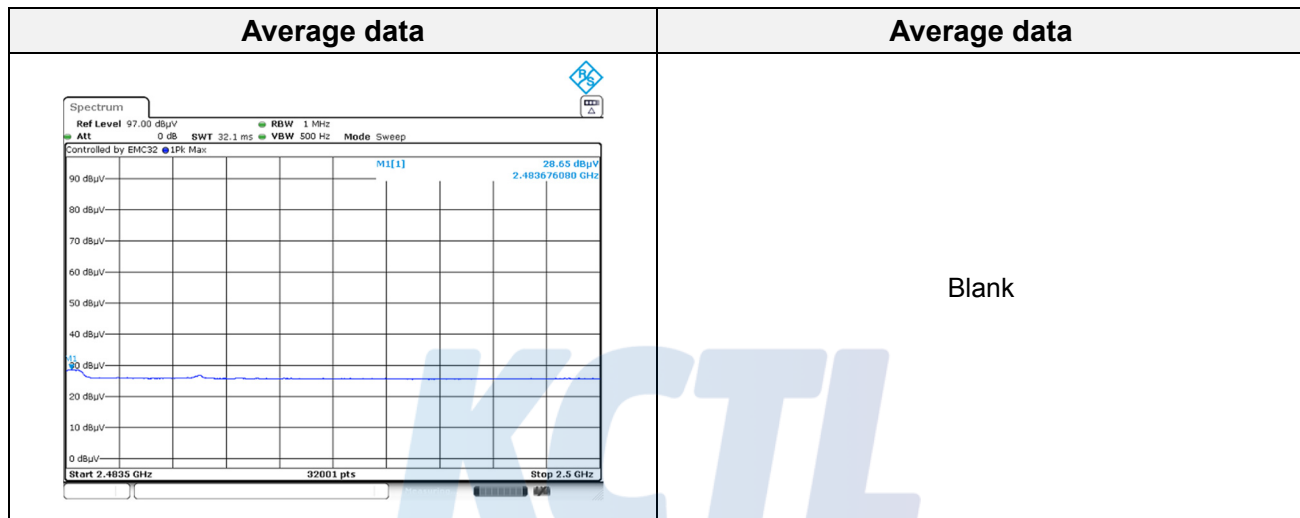 Average data
Average data
R&S
Spectrum
Ref Level 97.00 dBµV RBW 1 MHz
Att 0 dB SWT 32.1 ms VBW 500 Hz Mode Sweep
Controlled by EMC32 1Pk Max
M1[1] 28.65 dBµV
2.483676080 GHz
90 dBµV
80 dBµV
70 dBµV
60 dBµV
50 dBµV
40 dBµV
M1
30 dBµV
20 dBµV
10 dBµV
0 dBµV
Start 2.4835 GHz 32001 pts Stop 2.5 GHz
Blank
KCTL